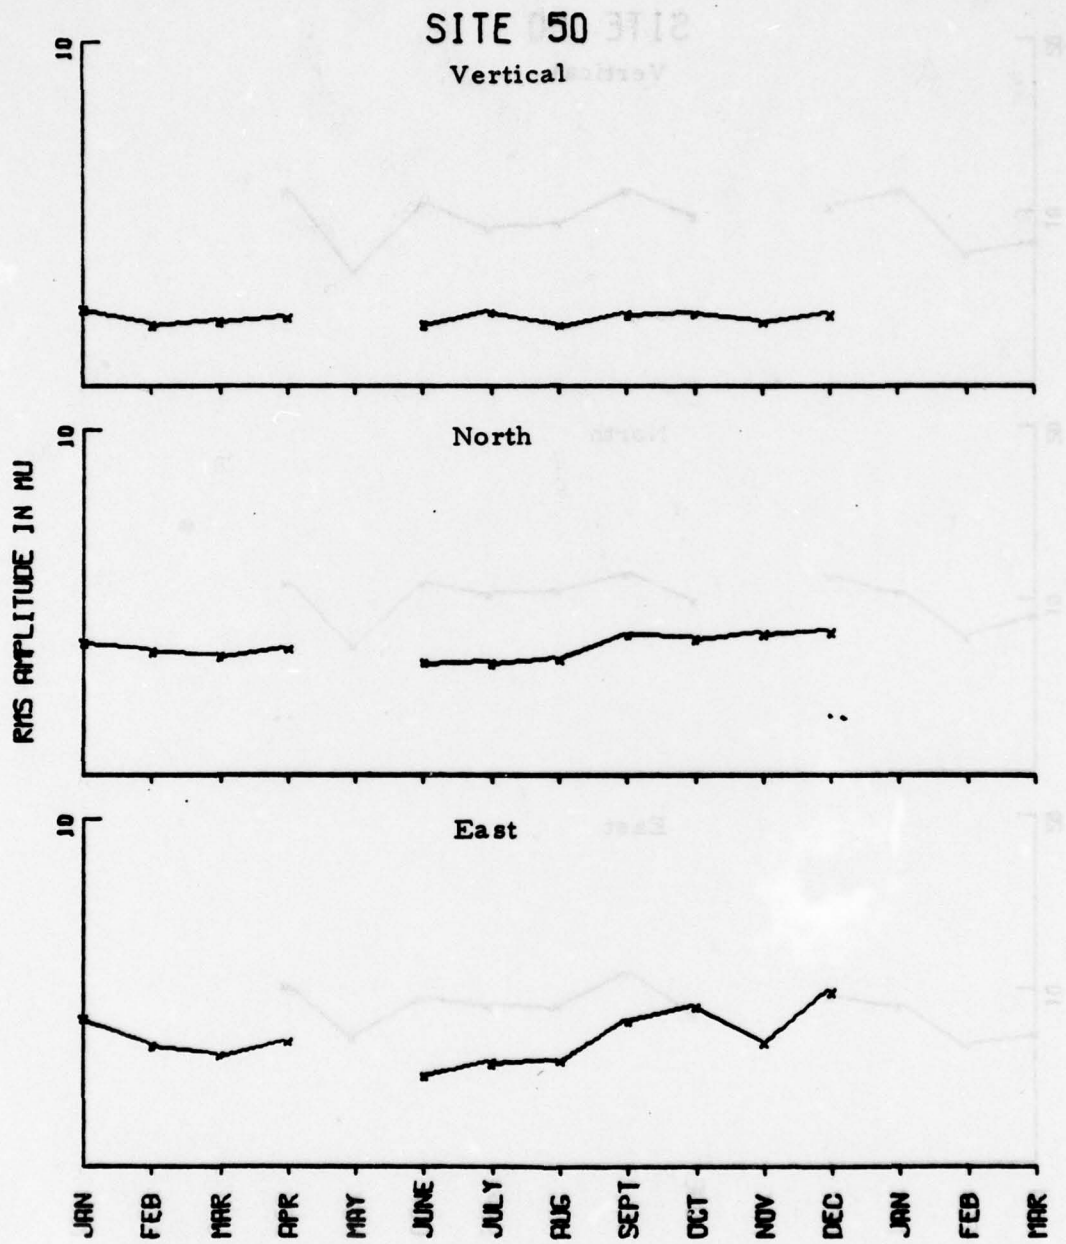 SITE 50
Vertical
10
North
10
RMS AMPLITUDE IN MU
East
10
JAN FEB MAR APR MAY JUNE JULY AUG SEPT OCT NOV DEC JAN FEB MAR